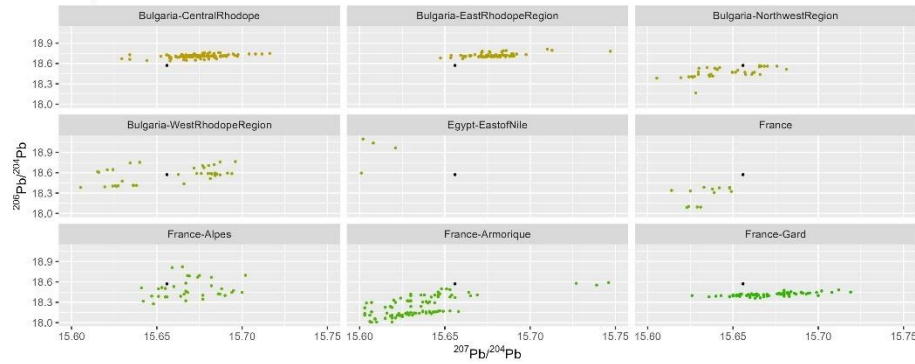 Bulgaria-CentralRhodope Bulgaria-EastRhodopeRegion Bulgaria-NorthwestRegion
18.9
18.6
18.3
18.0
Bulgaria-WestRhodopeRegion Egypt-EastofNile France
18.9
18.6
18.3
18.0
France-Alpes France-Armorique France-Gard
18.9
18.6
18.3
18.0
²⁰⁶Pb/²⁰⁴Pb
15.60 15.65 15.70 15.75 15.60 15.65 15.70 15.75 15.60 15.65 15.70 15.75
²⁰⁷Pb/²⁰⁴Pb